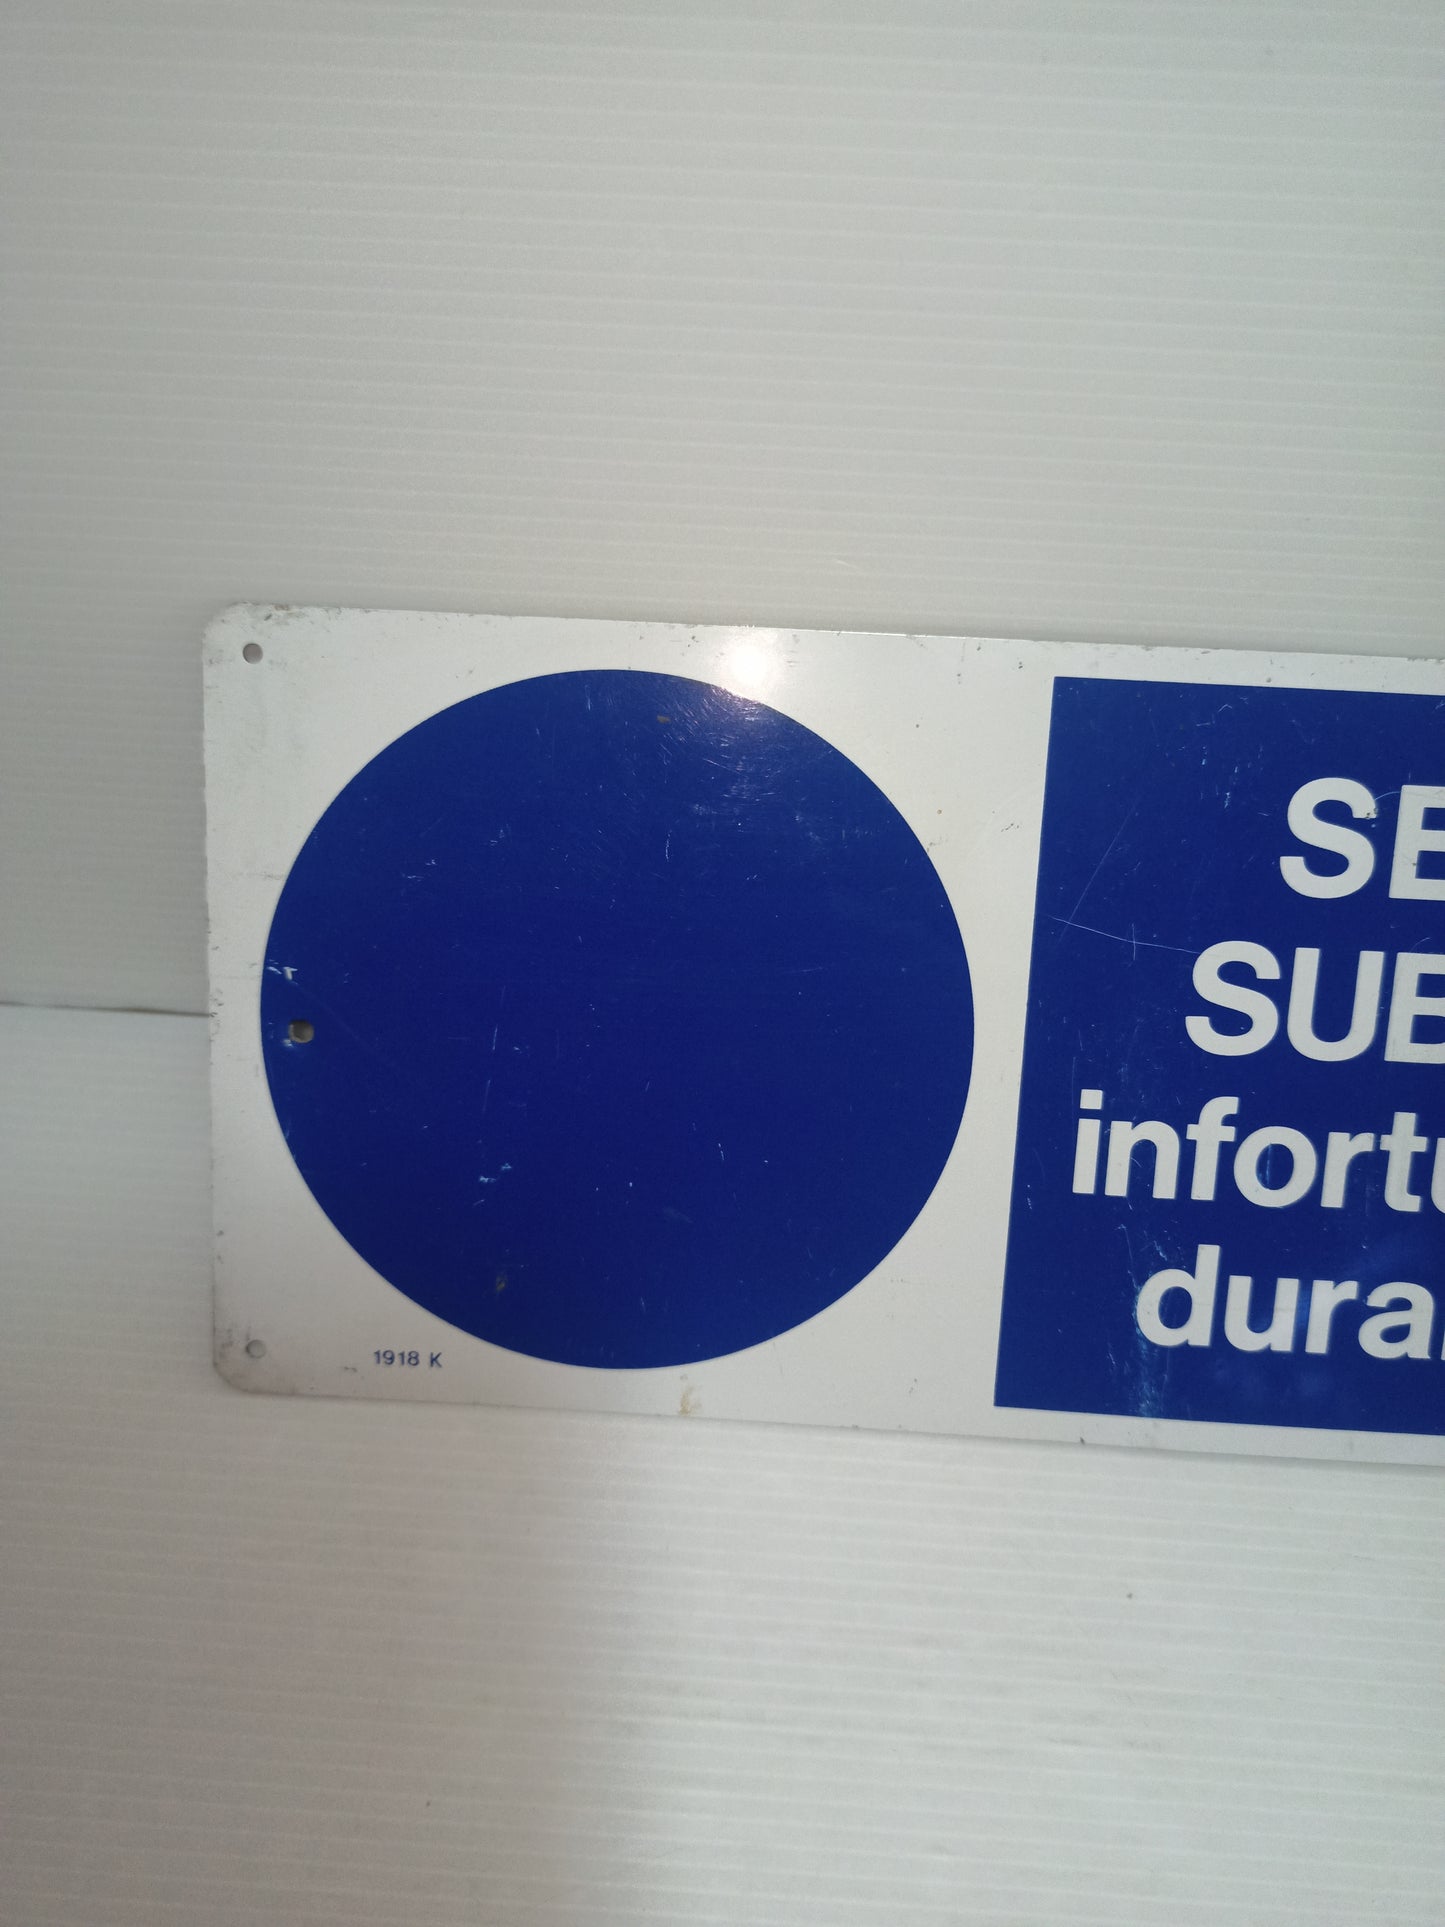 SE
SUB
infortu
dura
1918 K